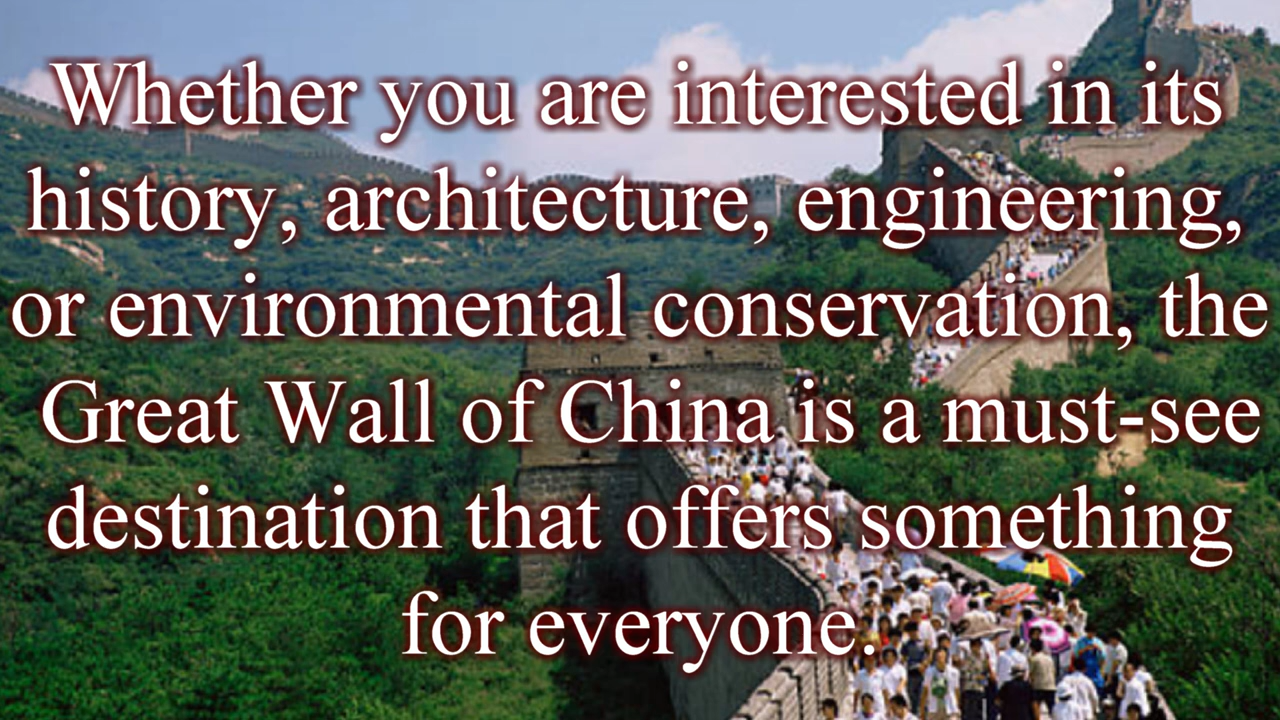 Whether you are interested in its
history, architecture, engineering,
or environmental conservation, the
Great Wall of China is a must-see
destination that offers something
for everyone.